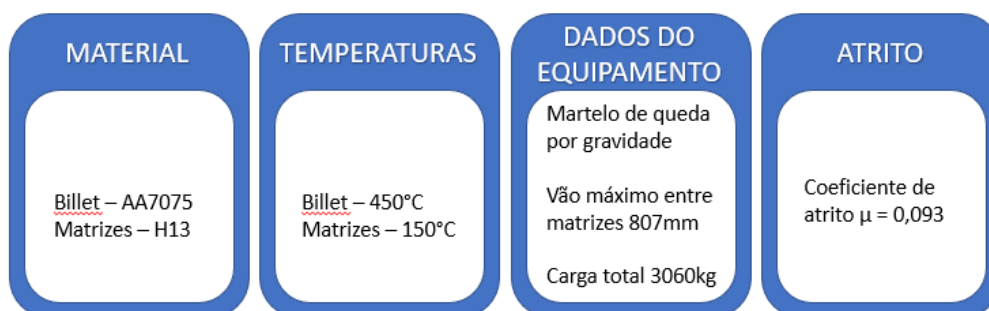 MATERIAL
Billet – AA7075
Matrizes – H13
TEMPERATURAS
Billet – 450°C
Matrizes – 150°C
DADOS DO
EQUIPAMENTO
Martelo de queda
por gravidade
Vão máximo entre
matrizes 807mm
Carga total 3060kg
ATRITO
Coeficiente de
atrito μ = 0,093